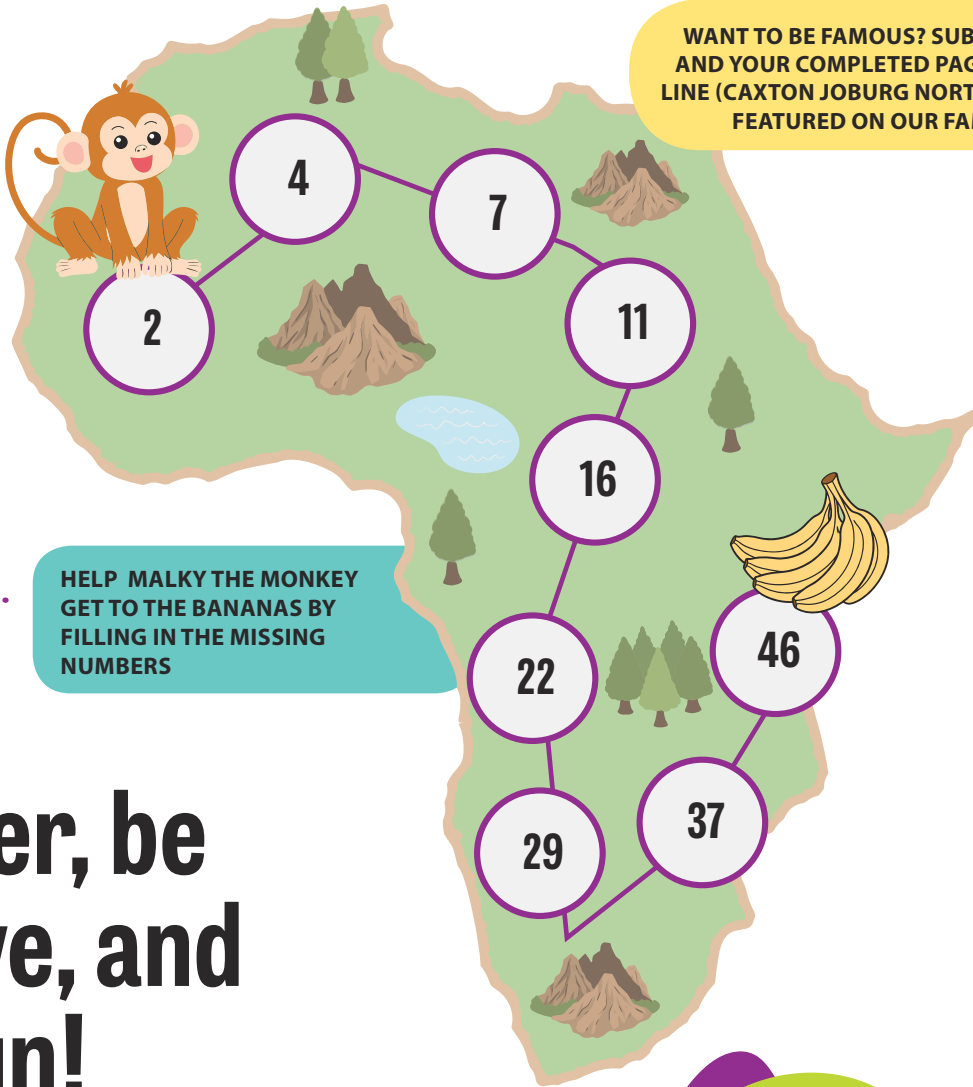 WANT TO BE FAMOUS? SUB
AND YOUR COMPLETED PAG
LINE (CAXTON JOBURG NORT
FEATURED ON OUR FA
4
7
2
11
16
HELP MALKY THE MONKEY
GET TO THE BANANAS BY
FILLING IN THE MISSING
NUMBERS
22
46
29
37
er, be
ve, and
un!